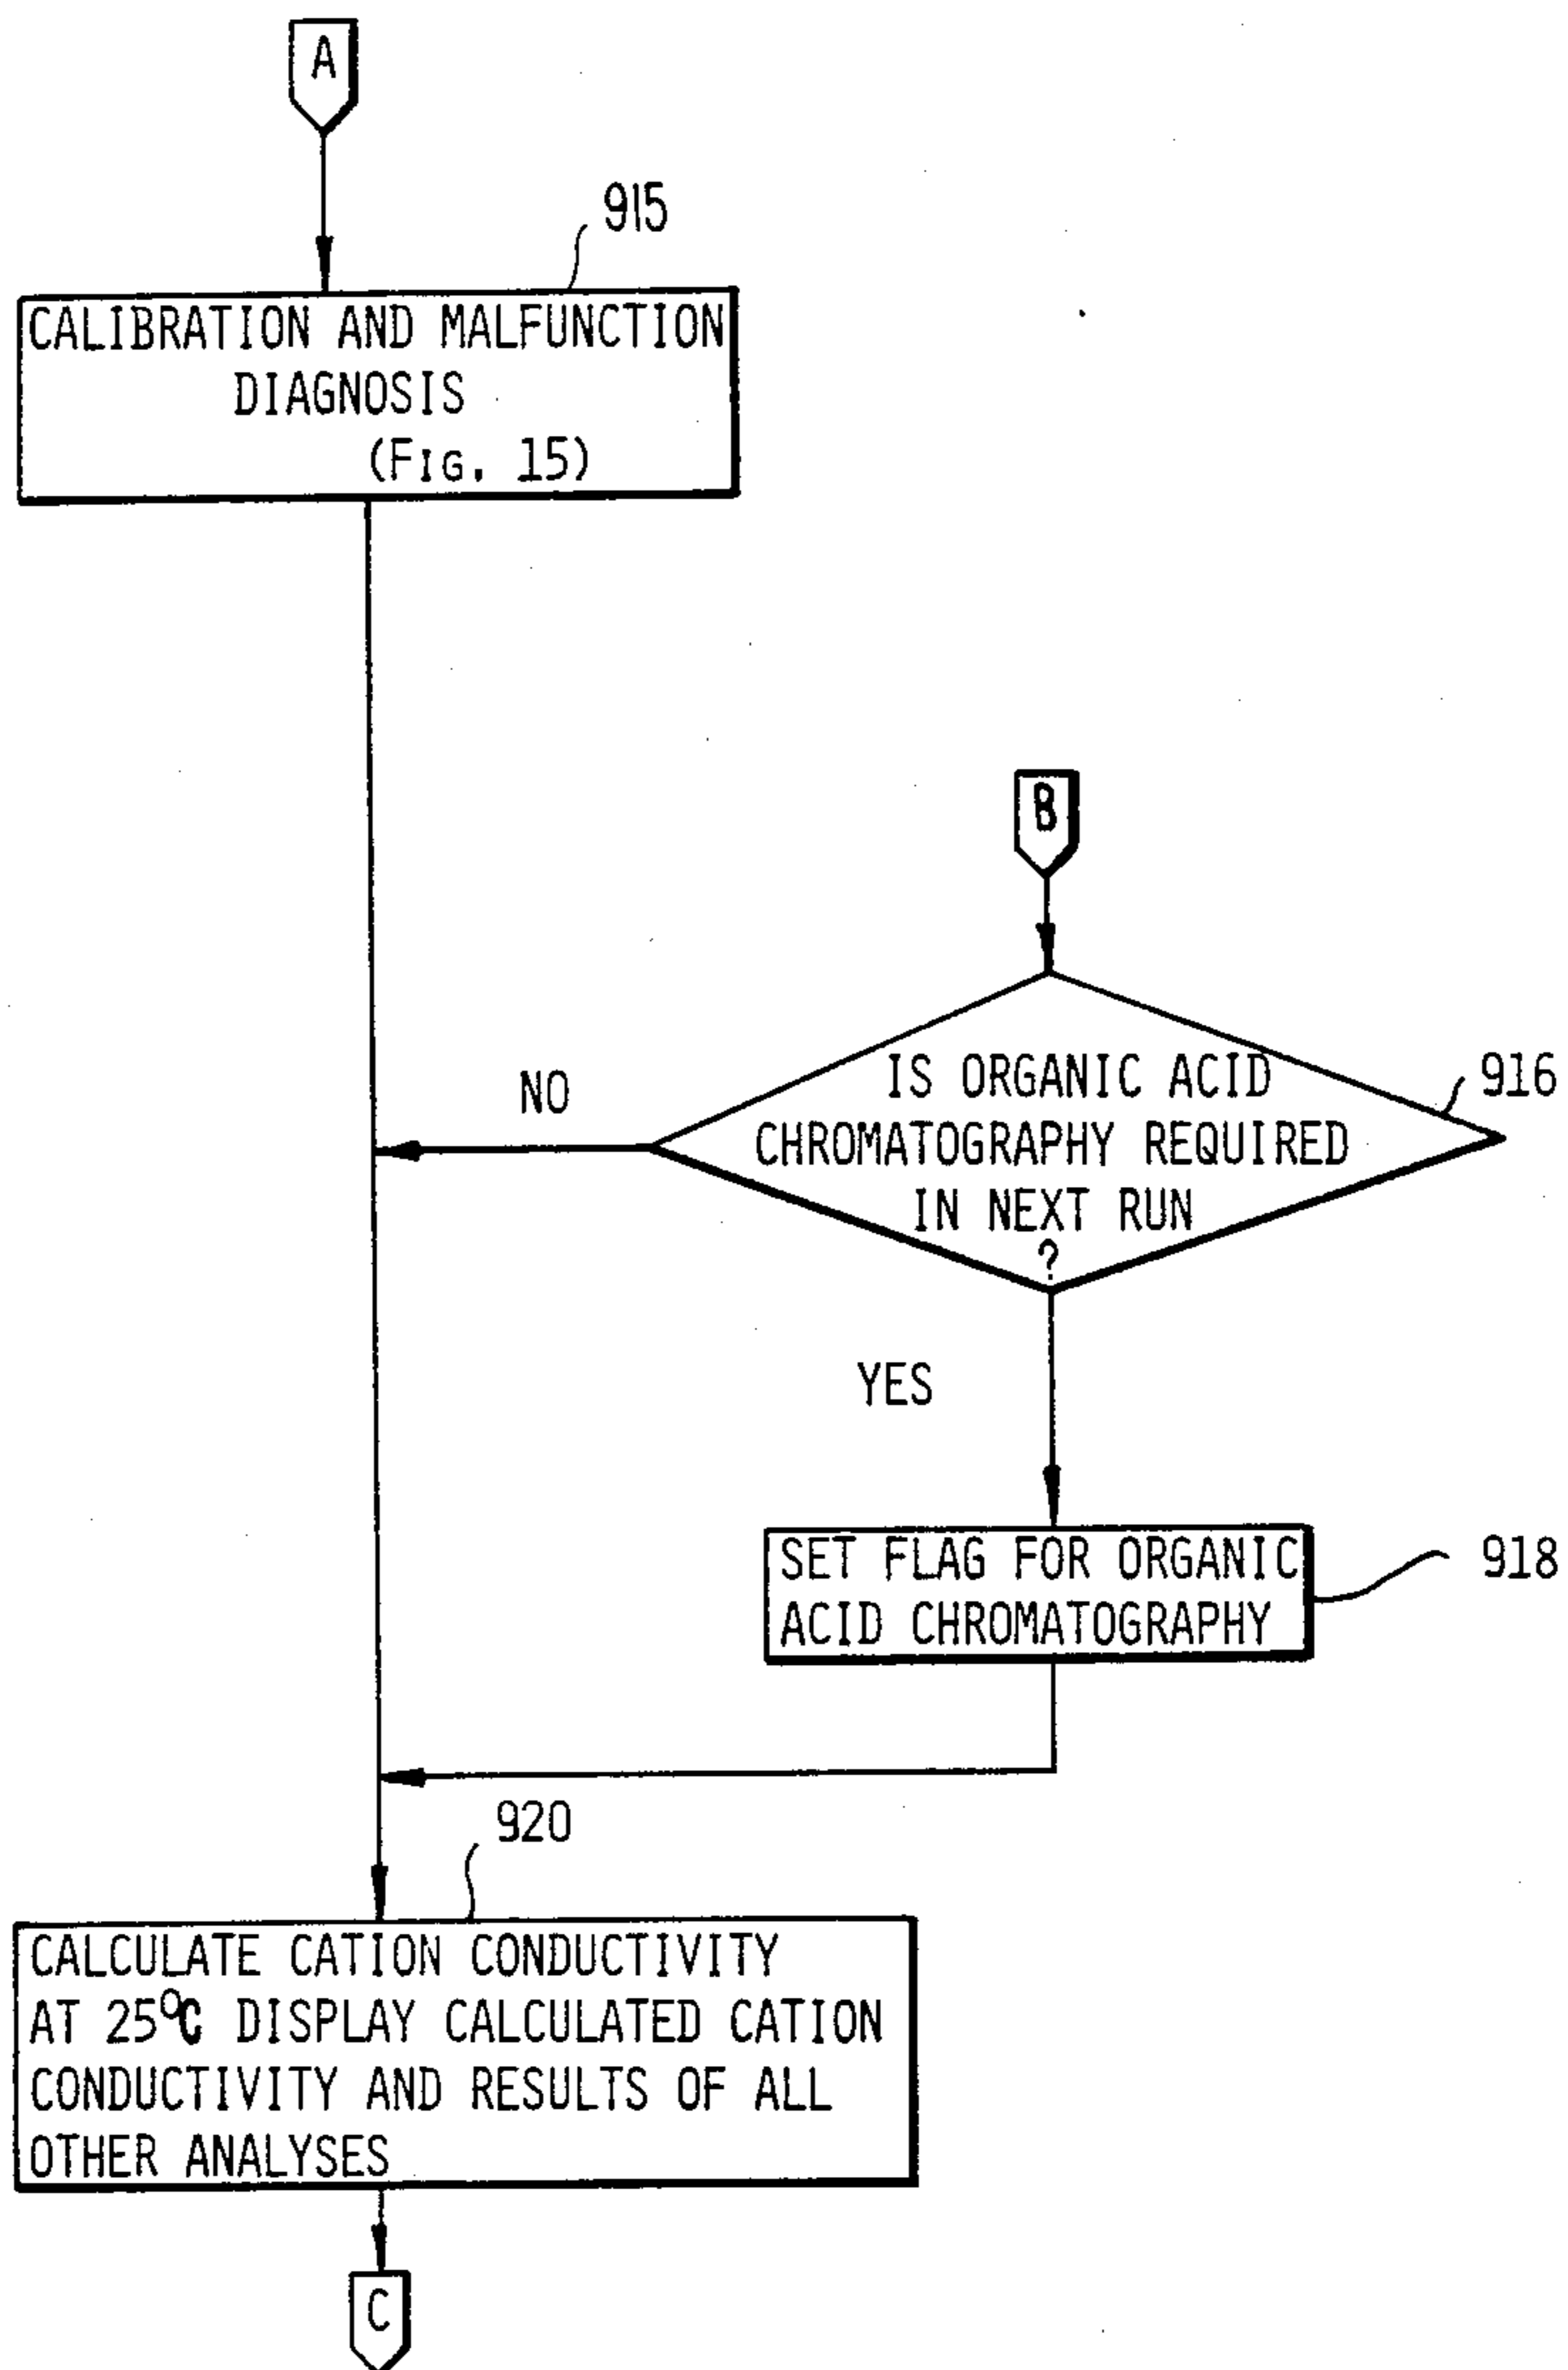 A
915
CALIBRATION AND MALFUNCTION
DIAGNOSIS
(FIG. 15)
B
IS ORGANIC ACID
CHROMATOGRAPHY REQUIRED
IN NEXT RUN
?
916
NO
YES
SET FLAG FOR ORGANIC
ACID CHROMATOGRAPHY
918
920
CALCULATE CATION CONDUCTIVITY
AT 25°C DISPLAY CALCULATED CATION
CONDUCTIVITY AND RESULTS OF ALL
OTHER ANALYSES
C